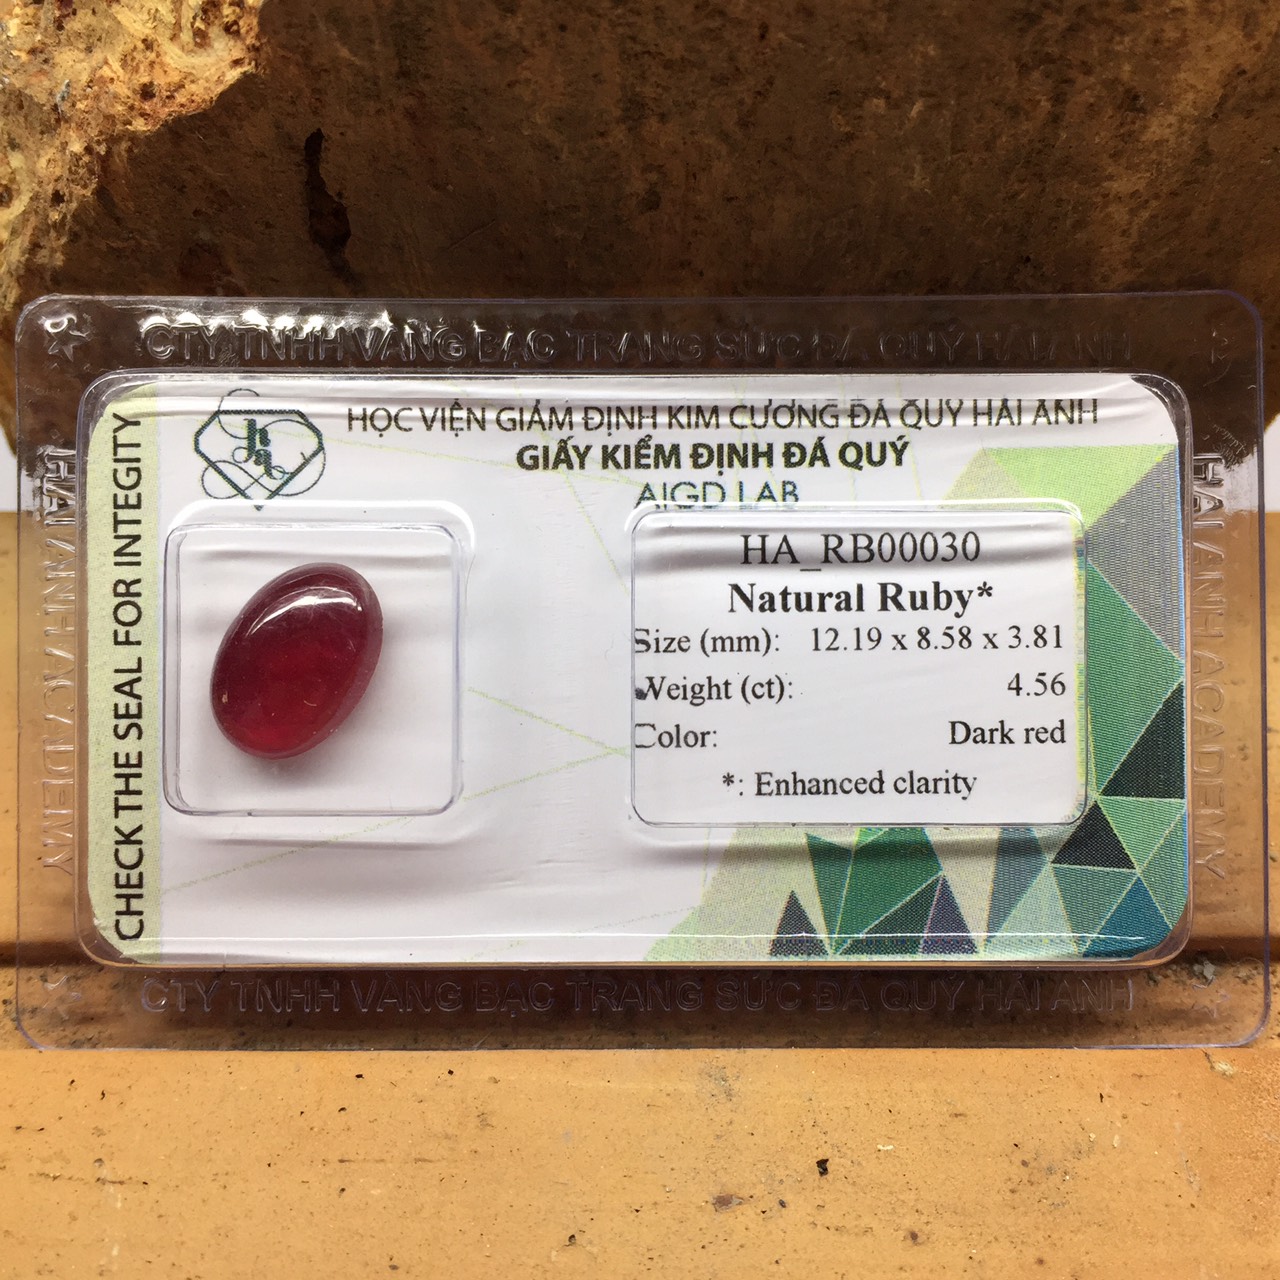 CTY TNHH VÀNG BẠC TRANG SỨC ĐÁ QUÝ HẢI ANH
HẢI ANH ACADEMY
CHECK THE SEAL FOR INTEGITY
HỌC VIỆN GIÁM ĐỊNH KIM CƯƠNG ĐÁ QUÝ HẢI ANH
GIẤY KIỂM ĐỊNH ĐÁ QUÝ
AIGD LAB
HA_RB00030
Natural Ruby*
Size (mm): 12.19 x 8.58 x 3.81
Weight (ct): 4.56
Color: Dark red
*: Enhanced clarity
HẢI ANH ACADEMY
CTY TNHH VÀNG BẠC TRANG SỨC ĐÁ QUÝ HẢI ANH